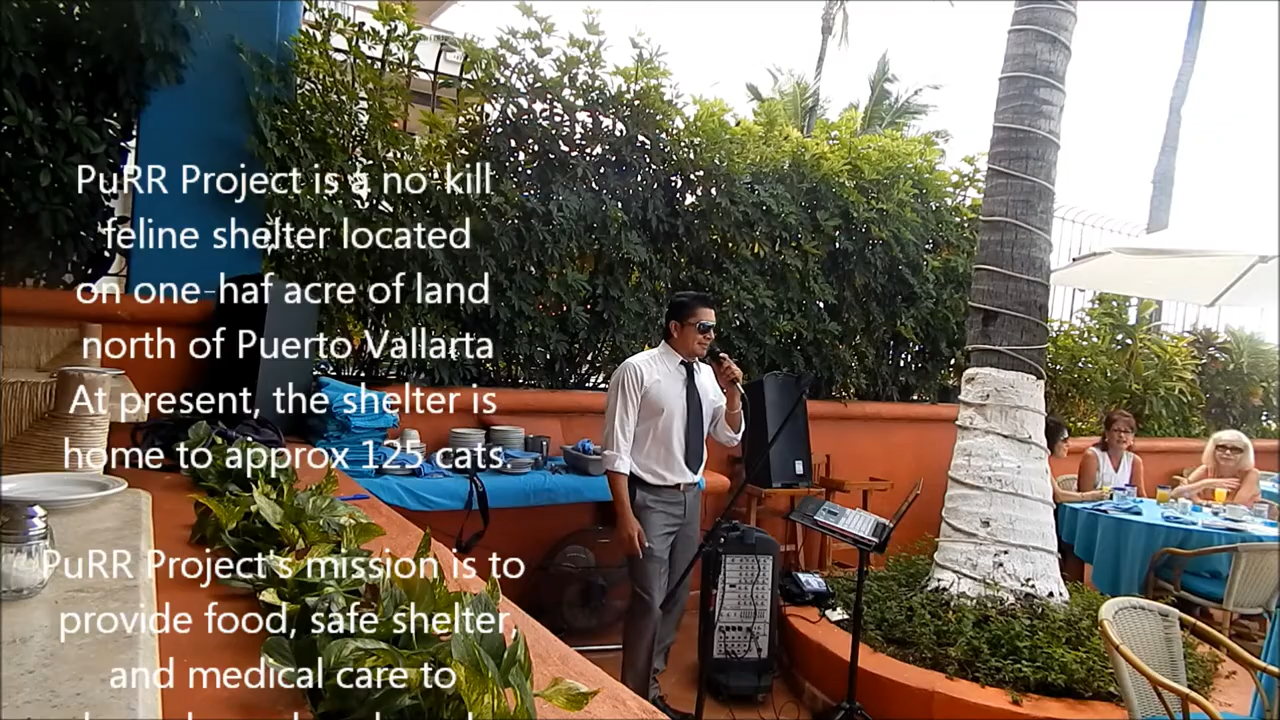 PuRR Project is a no-kill
feline shelter located
on one-haf acre of land
north of Puerto Vallarta
At present, the shelter is
home to approx 125 cats.
PuRR Project's mission is to
provide food, safe shelter,
and medical care to